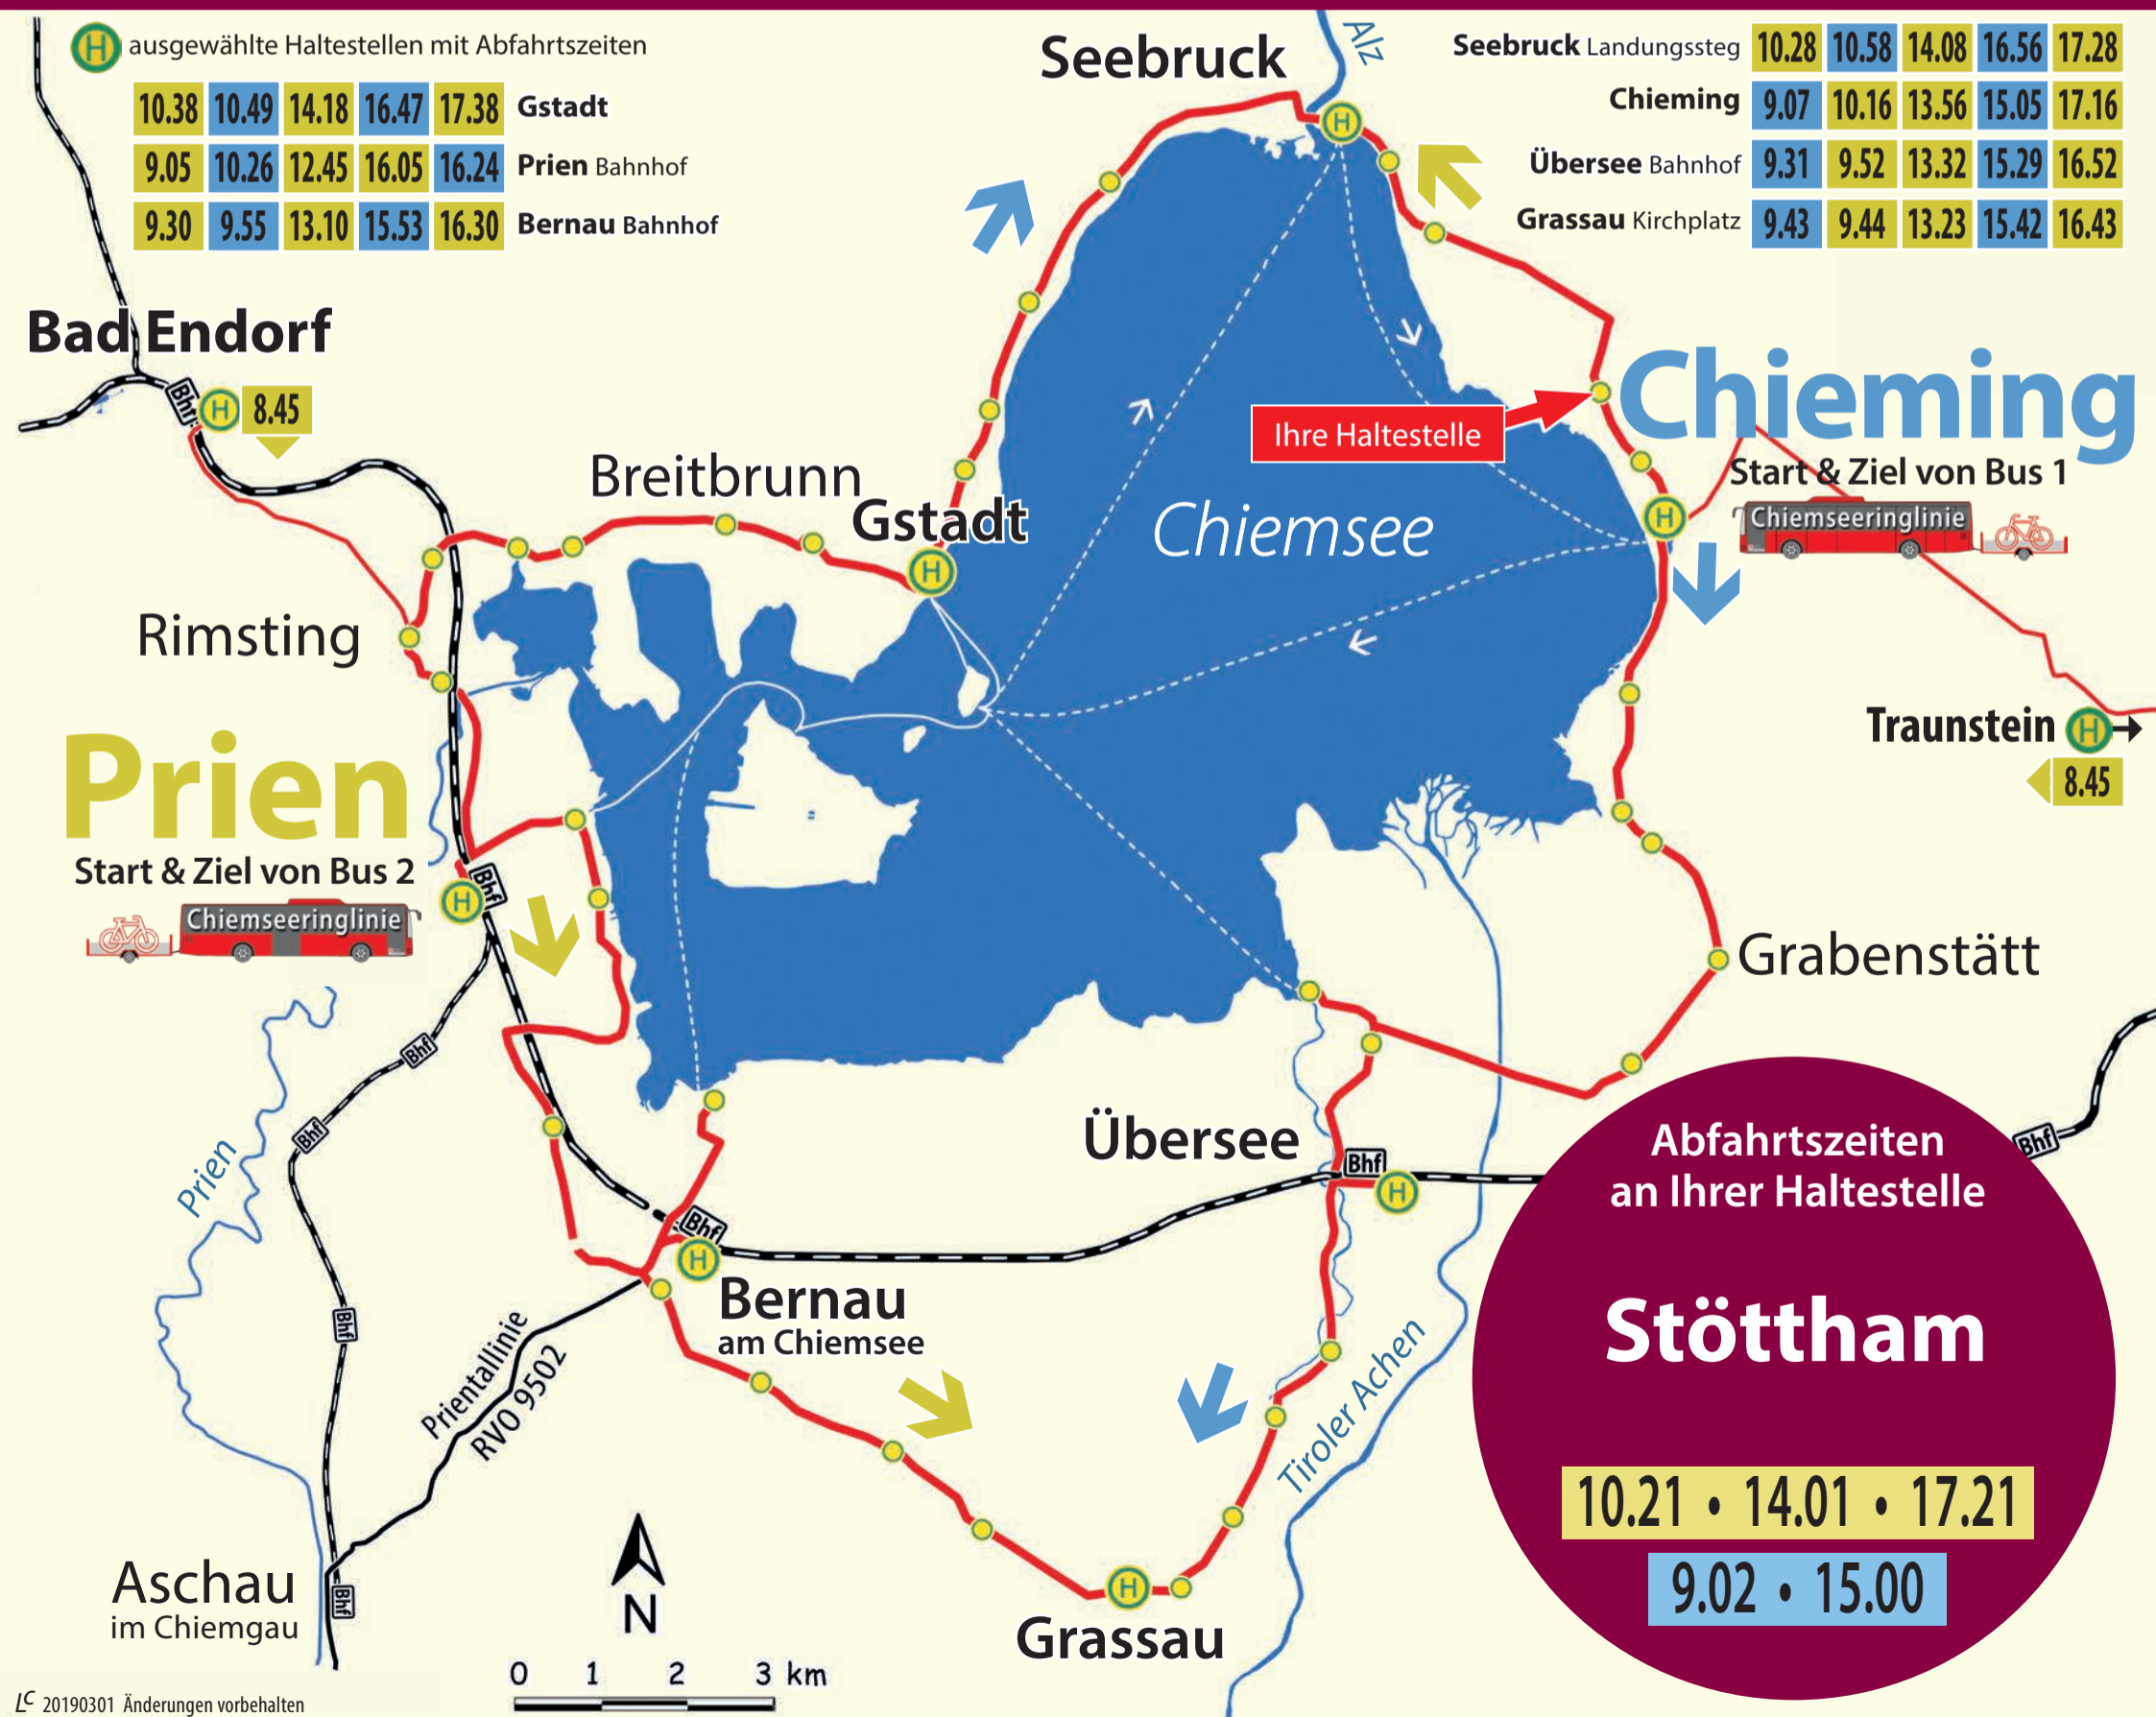 H ausgewählte Haltestellen mit Abfahrtszeiten
10.38 10.49 14.18 16.47 17.38 Gstadt
9.05 10.26 12.45 16.05 16.24 Prien Bahnhof
9.30 9.55 13.10 15.53 16.30 Bernau Bahnhof
Seebruck
Alz
Seebruck Landungssteg 10.28 10.58 14.08 16.56 17.28
Chieming 9.07 10.16 13.56 15.05 17.16
Übersee Bahnhof 9.31 9.52 13.32 15.29 16.52
Grassau Kirchplatz 9.43 9.44 13.23 15.42 16.43
H
Bad Endorf
Bhf H 8.45
Ihre Haltestelle
Chieming
Start & Ziel von Bus 1
Chiemseeringlinie
H
Breitbrunn
Gstadt
H
Chiemsee
Rimsting
Traunstein H
8.45
Prien
Start & Ziel von Bus 2
Chiemseeringlinie
Bhf
H
Grabenstätt
Bhf
Bhf
Prien
Übersee
Bhf
H
Bhf
Bhf
H
Bernau
am Chiemsee
Bhf
Prientallinie
RVO 9502
Tiroler Achen
Abfahrtszeiten
an Ihrer Haltestelle
Stöttham
10.21 • 14.01 • 17.21
9.02 • 15.00
Aschau
im Chiemgau
Bhf
N
H
Grassau
0 1 2 3 km
LC 20190301 Änderungen vorbehalten